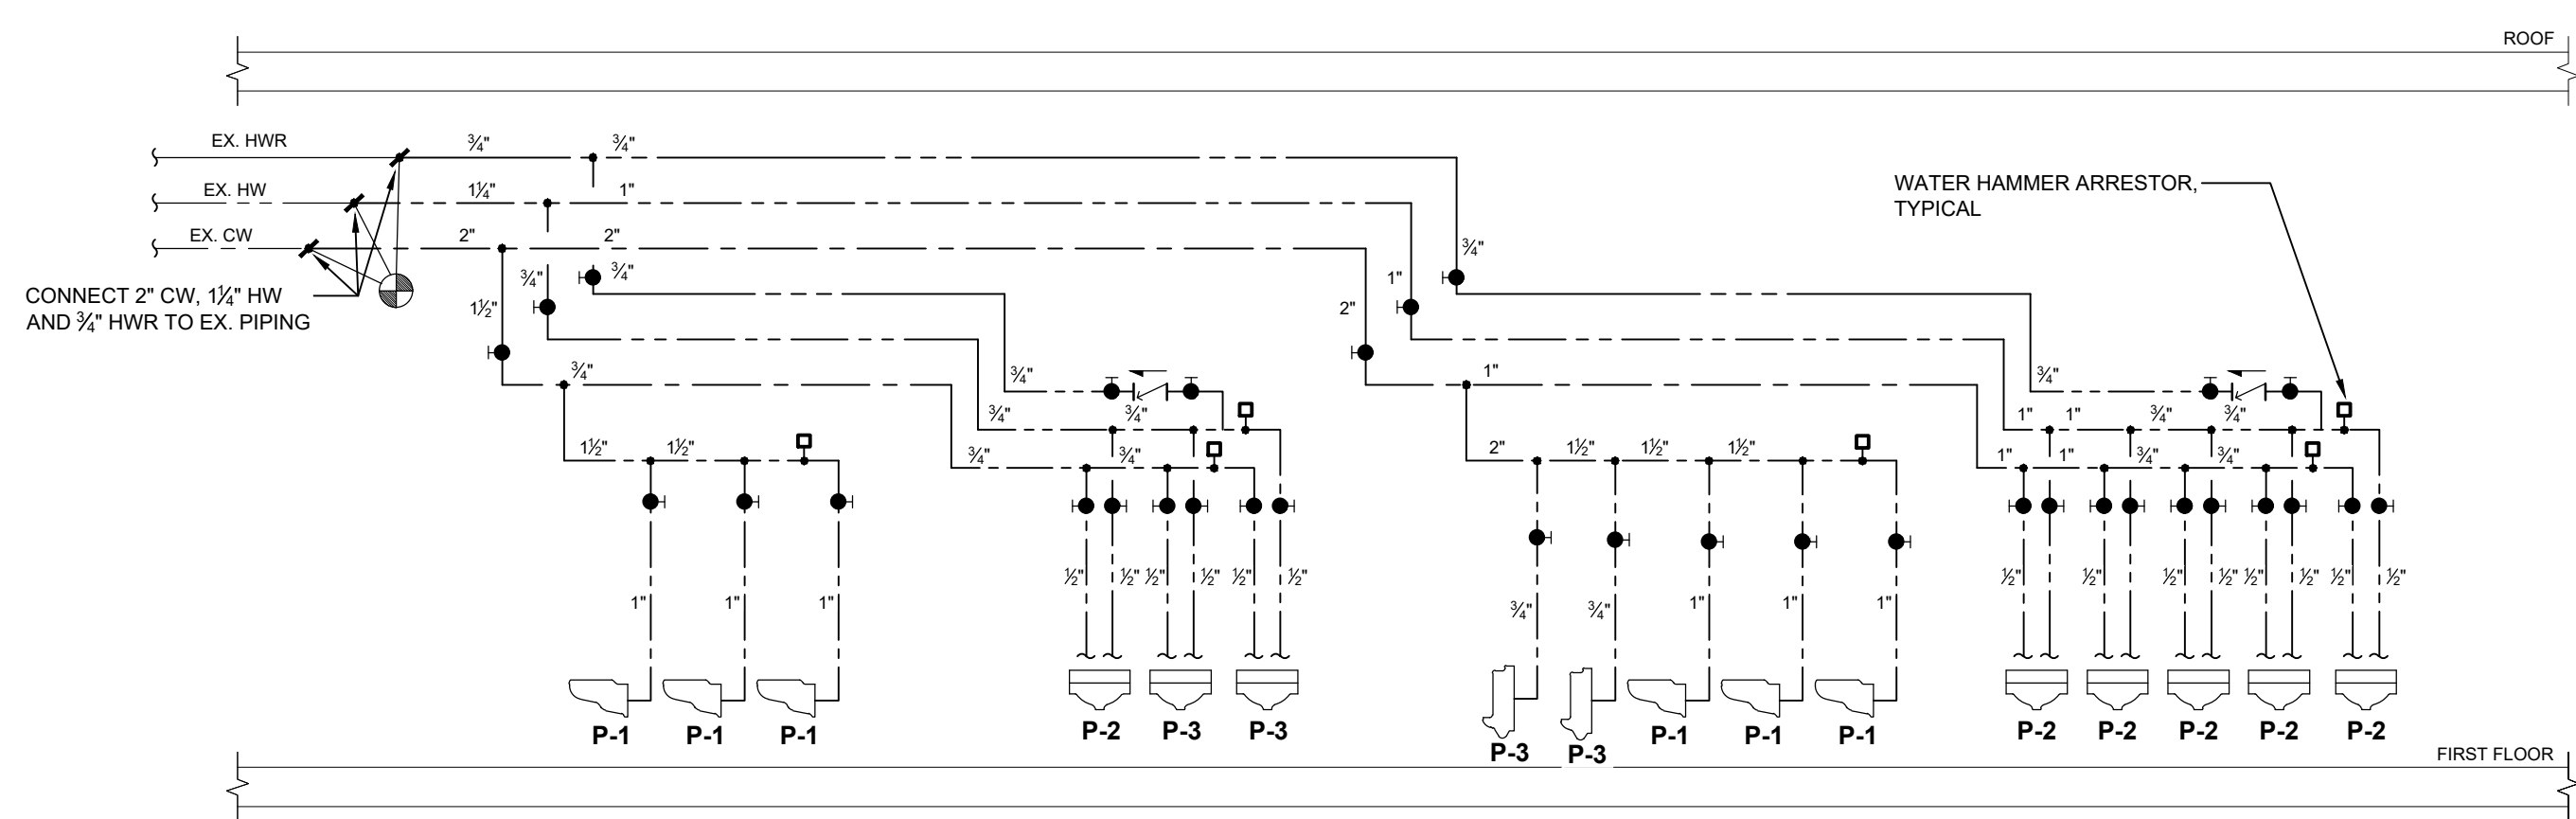 ROOF
EX. HWR
¾"
¾"
EX. HW
1¼"
1"
EX. CW
2"
2"
WATER HAMMER ARRESTOR,
TYPICAL
CONNECT 2" CW, 1¼" HW
AND ¾" HWR TO EX. PIPING
¾"
¾"
¾"
1"
1½"
2"
¾"
1"
¾"
¾"
¾"
¾"
1"
1"
¾"
¾"
1½"
1½"
¾"
¾"
2"
1½"
1½"
1½"
1"
1"
¾"
¾"
½"
½"
½"
½"
½"
½"
½"
½"
½"
½"
½"
½"
½"
½"
1"
1"
1"
¾"
¾"
1"
1"
1"
P-1
P-1
P-1
P-2
P-3
P-3
P-3
P-3
P-1
P-1
P-1
P-2
P-2
P-2
P-2
P-2
FIRST FLOOR